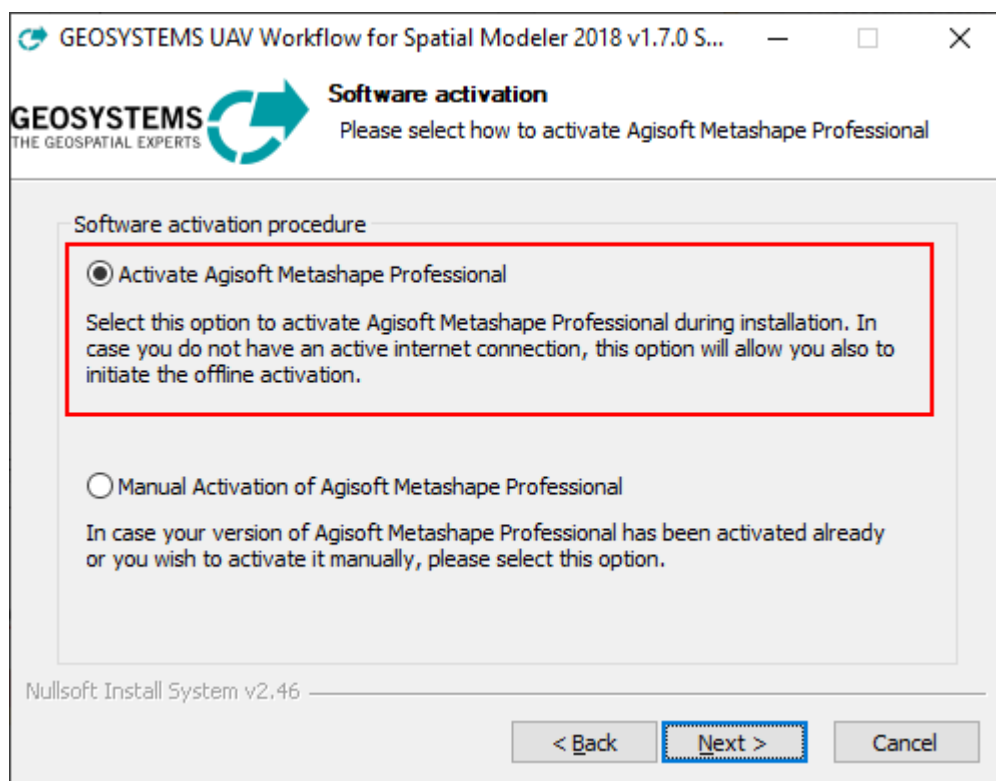 GEOSYSTEMS UAV Workflow for Spatial Modeler 2018 v1.7.0 S...
GEOSYSTEMS
THE GEOSPATIAL EXPERTS
Software activation
Please select how to activate Agisoft Metashape Professional
Software activation procedure
Activate Agisoft Metashape Professional
Select this option to activate Agisoft Metashape Professional during installation. In
case you do not have an active internet connection, this option will allow you also to
initiate the offline activation.
Manual Activation of Agisoft Metashape Professional
In case your version of Agisoft Metashape Professional has been activated already
or you wish to activate it manually, please select this option.
Nullsoft Install System v2.46
< Back
Next >
Cancel